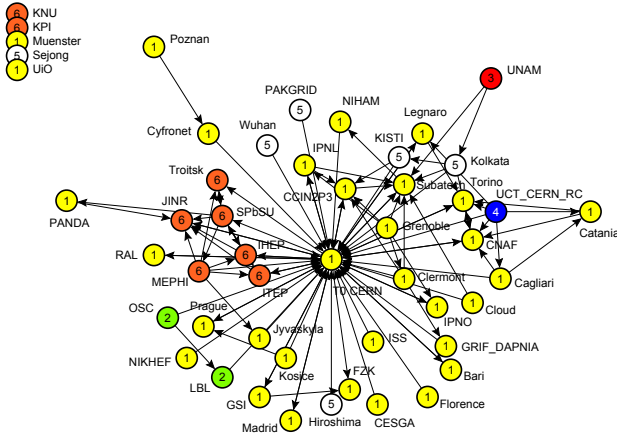 6 KNU
6 KPI
1 Muenster
5 Sejong
1 UiO
1 Poznan
3 UNAM
PAKGRID 5
NIHAM 1
Legnaro 1
Cyfronet 1
Wuhan 5
IPNL 1
KISTI 5
Kolkata 5
Troitsk 6
CCIN2P3 1
Subatech 1
Torino 1
UCT_CERN_RC 4
PANDA 1
JINR 6
SPbSU 6
Grenoble 1
CNAF 1
Catania 1
RAL 1
IHEP 6
MEPHI 6
ITEP 6
T0 CERN 1
Clermont 1
Cagliari 1
OSC 2
Prague 1
Jyvaskyla 1
IPNO 1
Cloud 1
NIKHEF 1
Kosice 1
ISS 1
GRIF_DAPNIA 1
LBL 2
FZK 1
Bari 1
GSI 1
Hiroshima 5
CESGA 1
Florence 1
Madrid 1